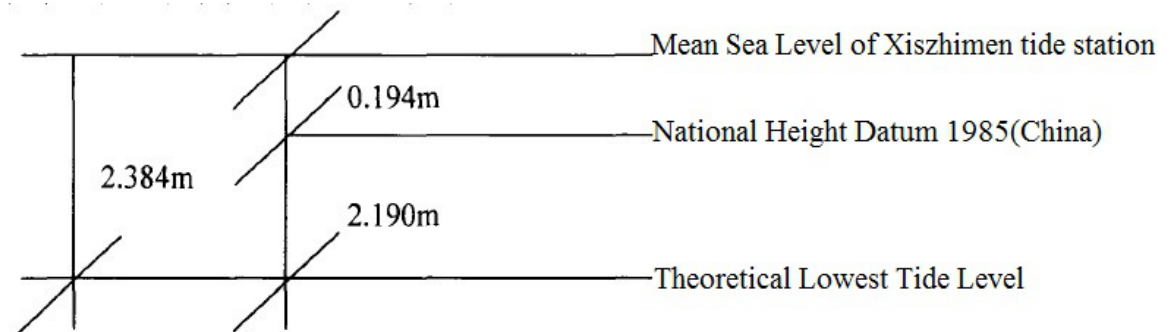 Mean Sea Level of Xiszhimen tide station
0.194m
National Height Datum 1985(China)
2.384m
2.190m
Theoretical Lowest Tide Level